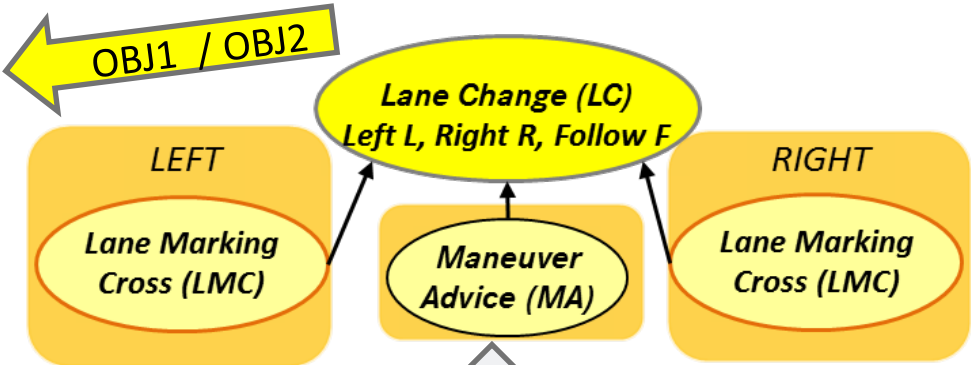 OBJ1 / OBJ2
Lane Change (LC)
Left L, Right R, Follow F
LEFT
Lane Marking
Cross (LMC)
Maneuver
Advice (MA)
RIGHT
Lane Marking
Cross (LMC)